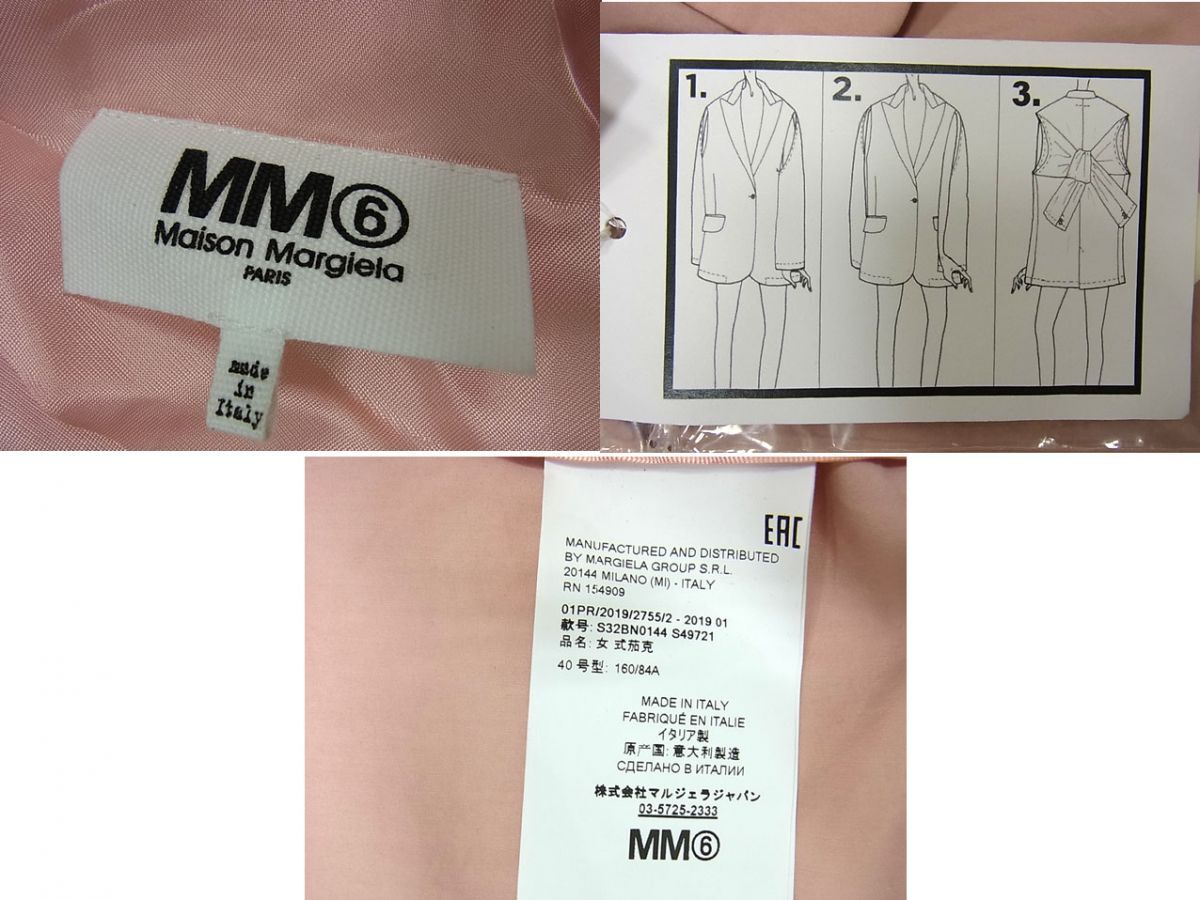 MM⑥
Maison Margiela
PARIS
made
in
Italy
1.
2.
3.
EAC
MANUFACTURED AND DISTRIBUTED
BY MARGIELA GROUP S.R.L.
20144 MILANO (MI) - ITALY
RN 154909
01PR/2019/2755/2 - 2019 01
款号: S32BN0144 S49721
品名: 女 式茄克
40 号型: 160/84A
MADE IN ITALY
FABRIQUÉ EN ITALIE
イタリア製
原产国: 意大利製造
СДЕЛАНО В ИТАЛИИ
株式会社マルジェラジャパン
03-5725-2333
MM⑥